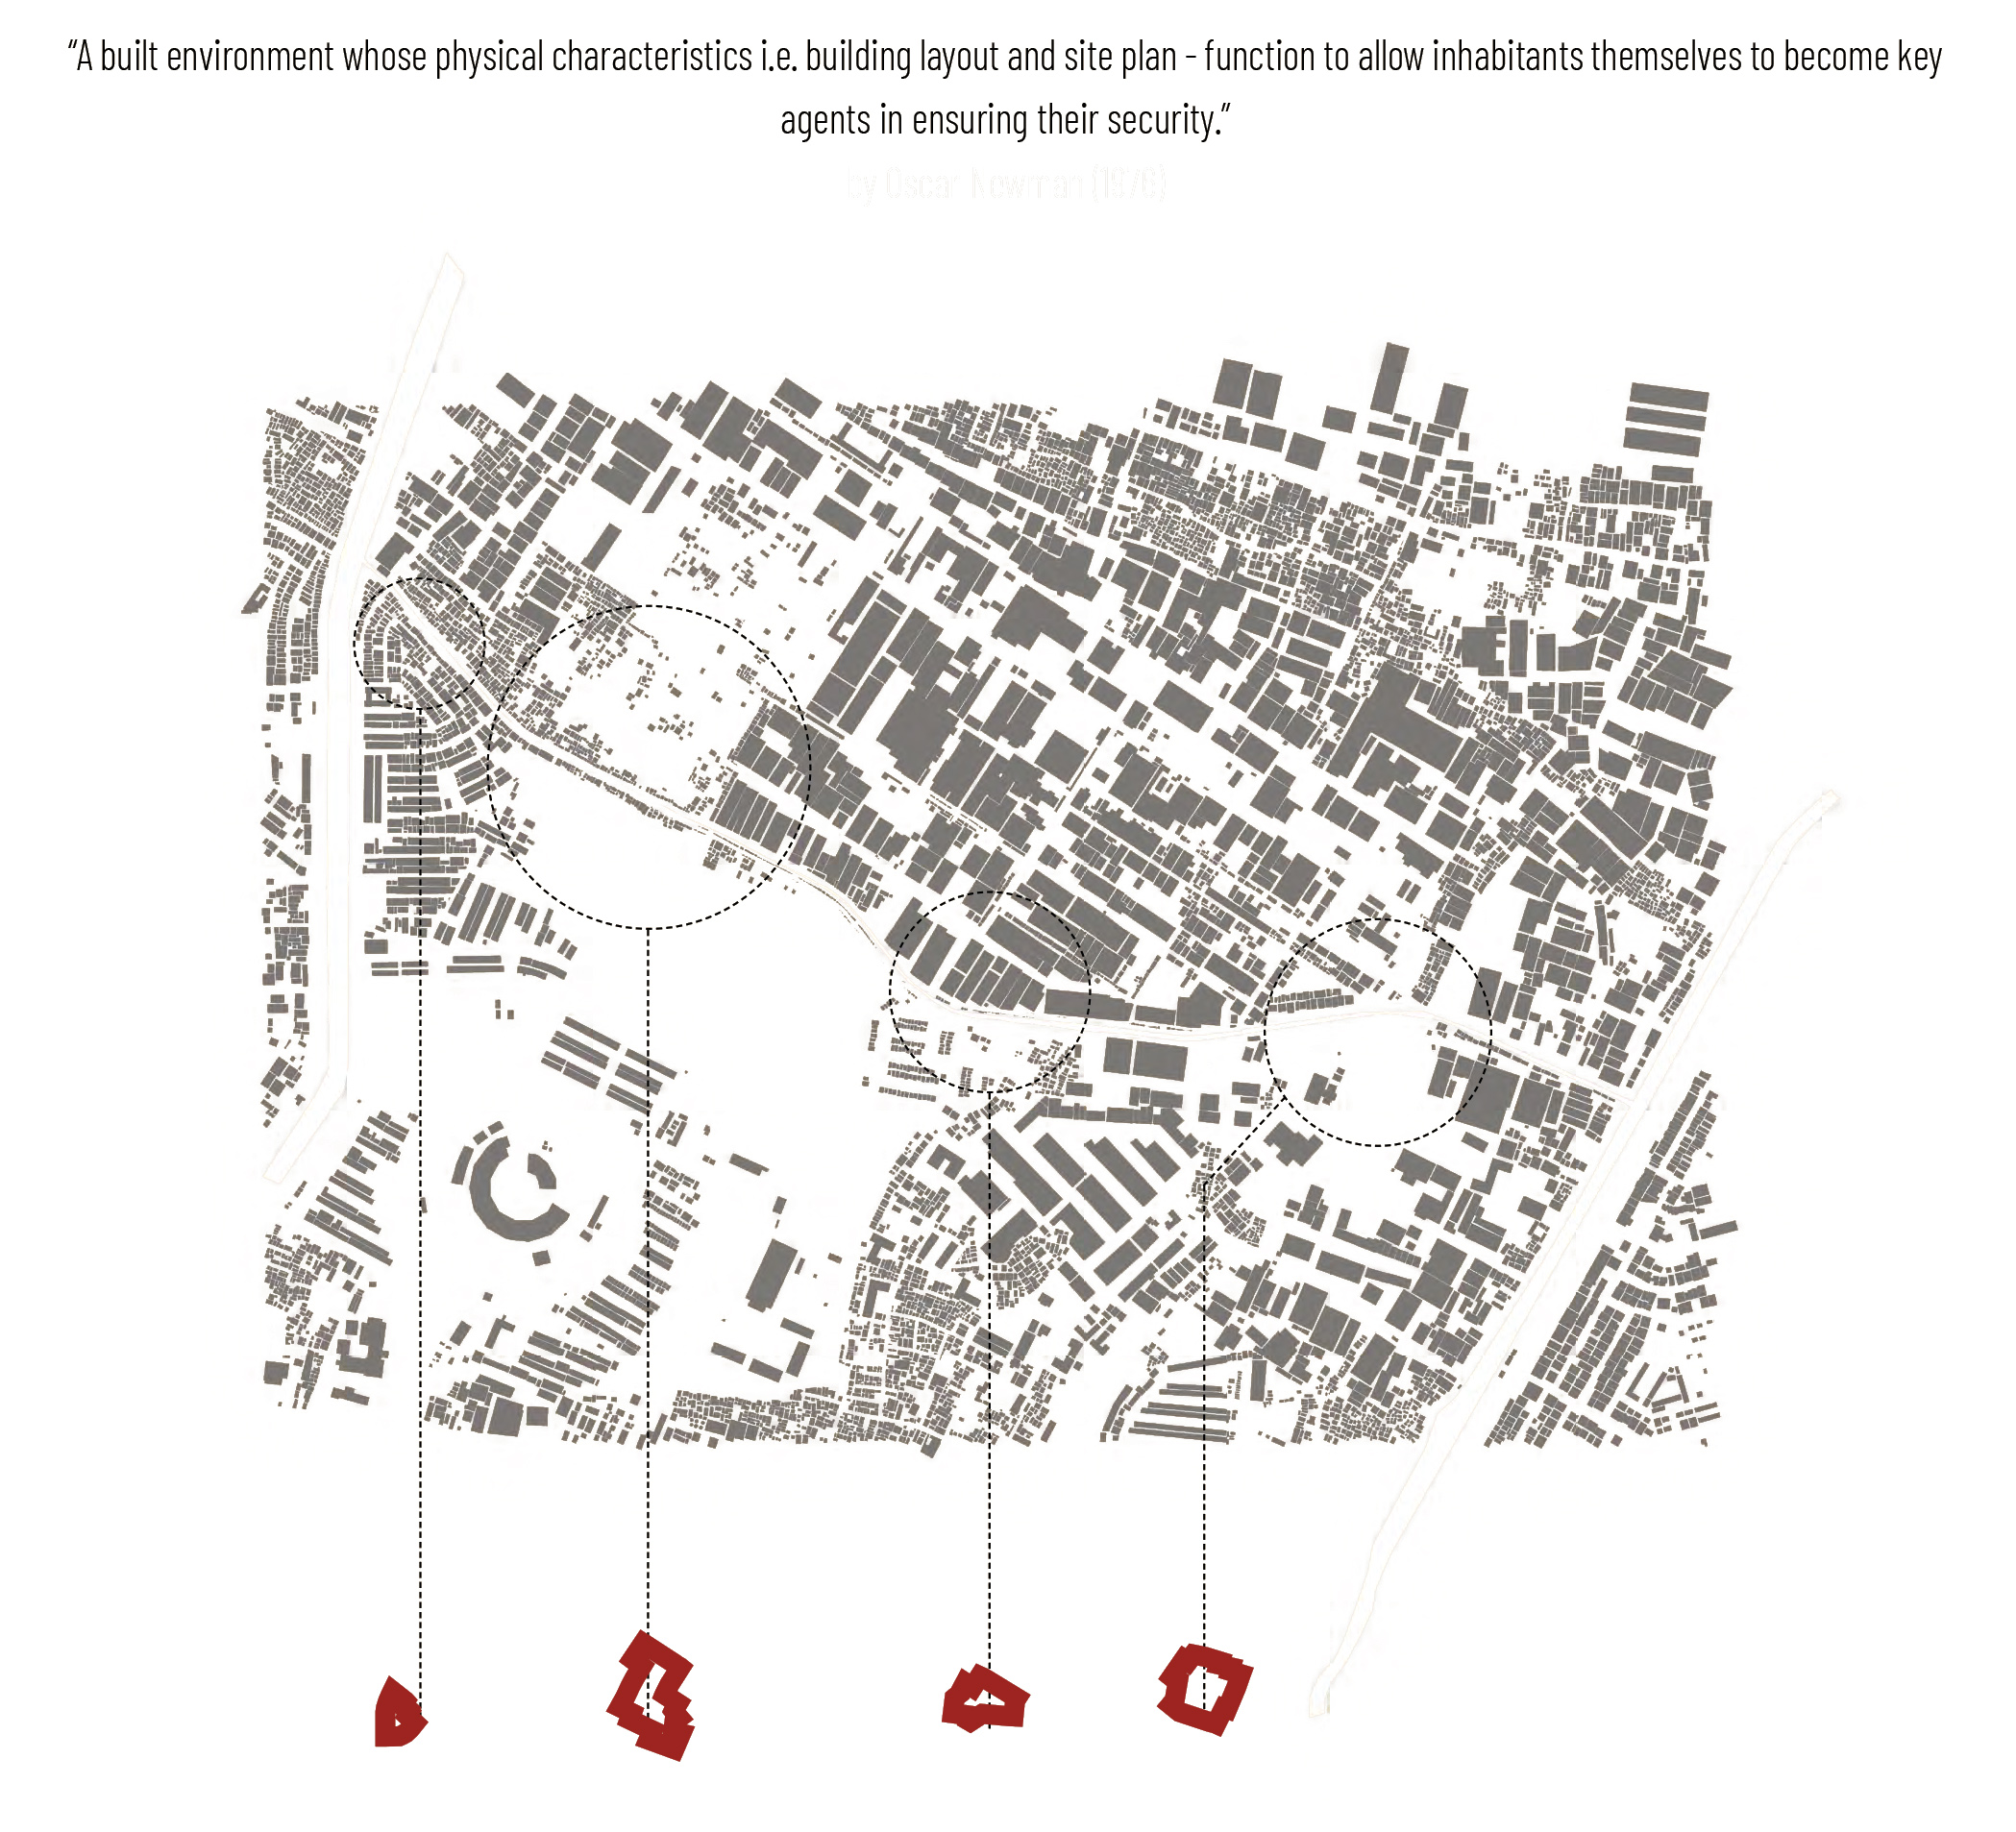 “A built environment whose physical characteristics i.e. building layout and site plan - function to allow inhabitants themselves to become key
agents in ensuring their security.”
by Oscar Newman (1976)